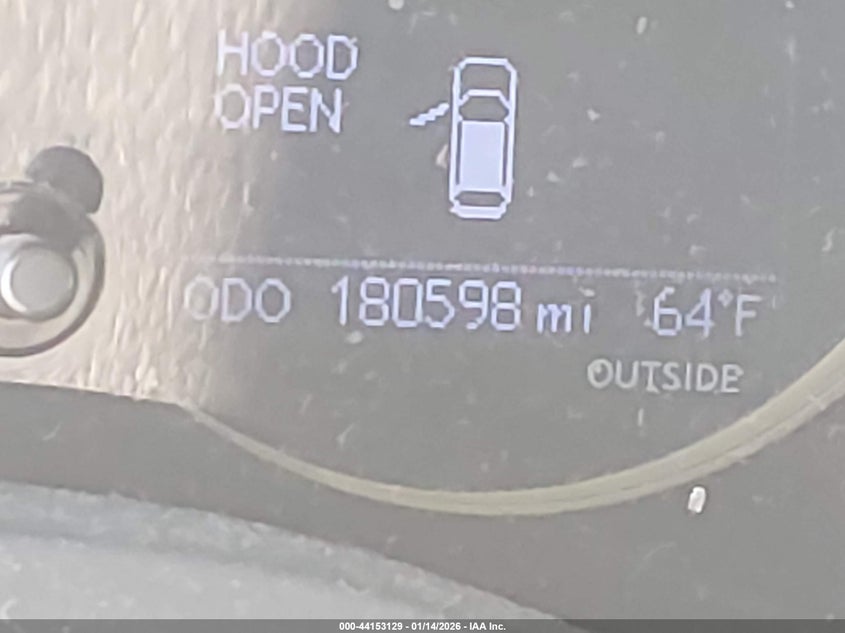 HOOD
OPEN
ODO 180598 mi 64°F
OUTSIDE
000-44153129 - 01/14/2026 - IAA Inc.